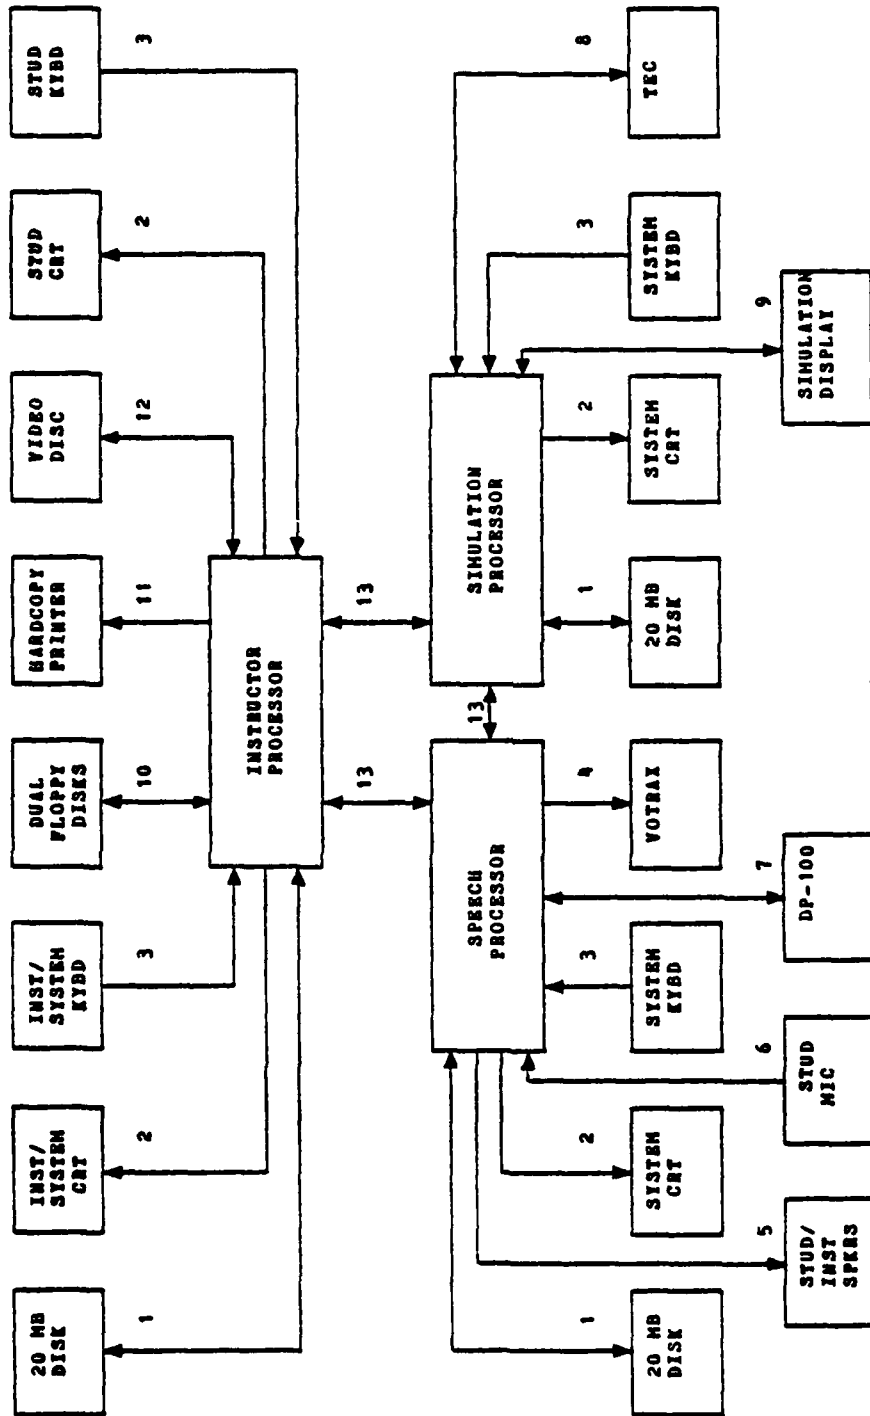 20 MB
DISK
1
INST/
SYSTEM
CRT
2
INST/
SYSTEM
KYBD
3
DUAL
FLOPPY
DISKS
10
HARDCOPY
PRINTER
11
VIDEO
DISC
12
STUD
CRT
2
STUD
KYBD
3
INSTRUCTOR
PROCESSOR
13
13
SPEECH
PROCESSOR
13
SIMULATION
PROCESSOR
1
20 MB
DISK
5
STUD/
INST
SPKRS
2
SYSTEM
CRT
6
STUD
MIC
3
SYSTEM
KYBD
7
DP-100
4
VOTRAX
1
20 MB
DISK
2
SYSTEM
CRT
9
SIMULATION
DISPLAY
3
SYSTEM
KYBD
8
TEC